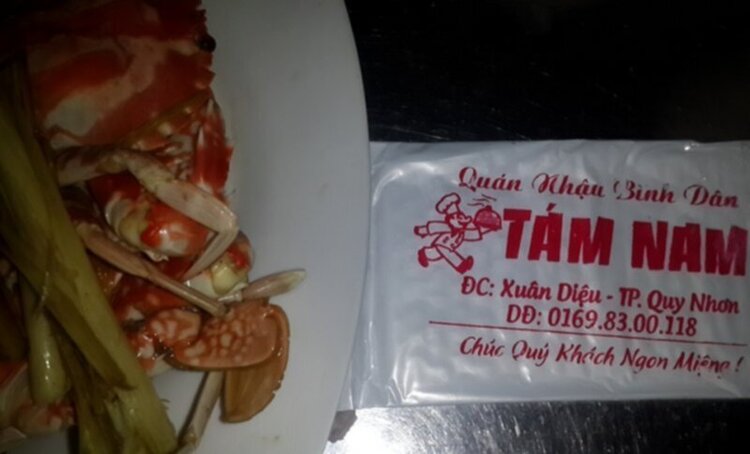 Quán Nhậu Bình Dân
TÁM NAM
ĐC: Xuân Diệu - TP. Quy Nhơn
DĐ: 0169.83.00.118
Chúc Quý Khách Ngon Miệng !